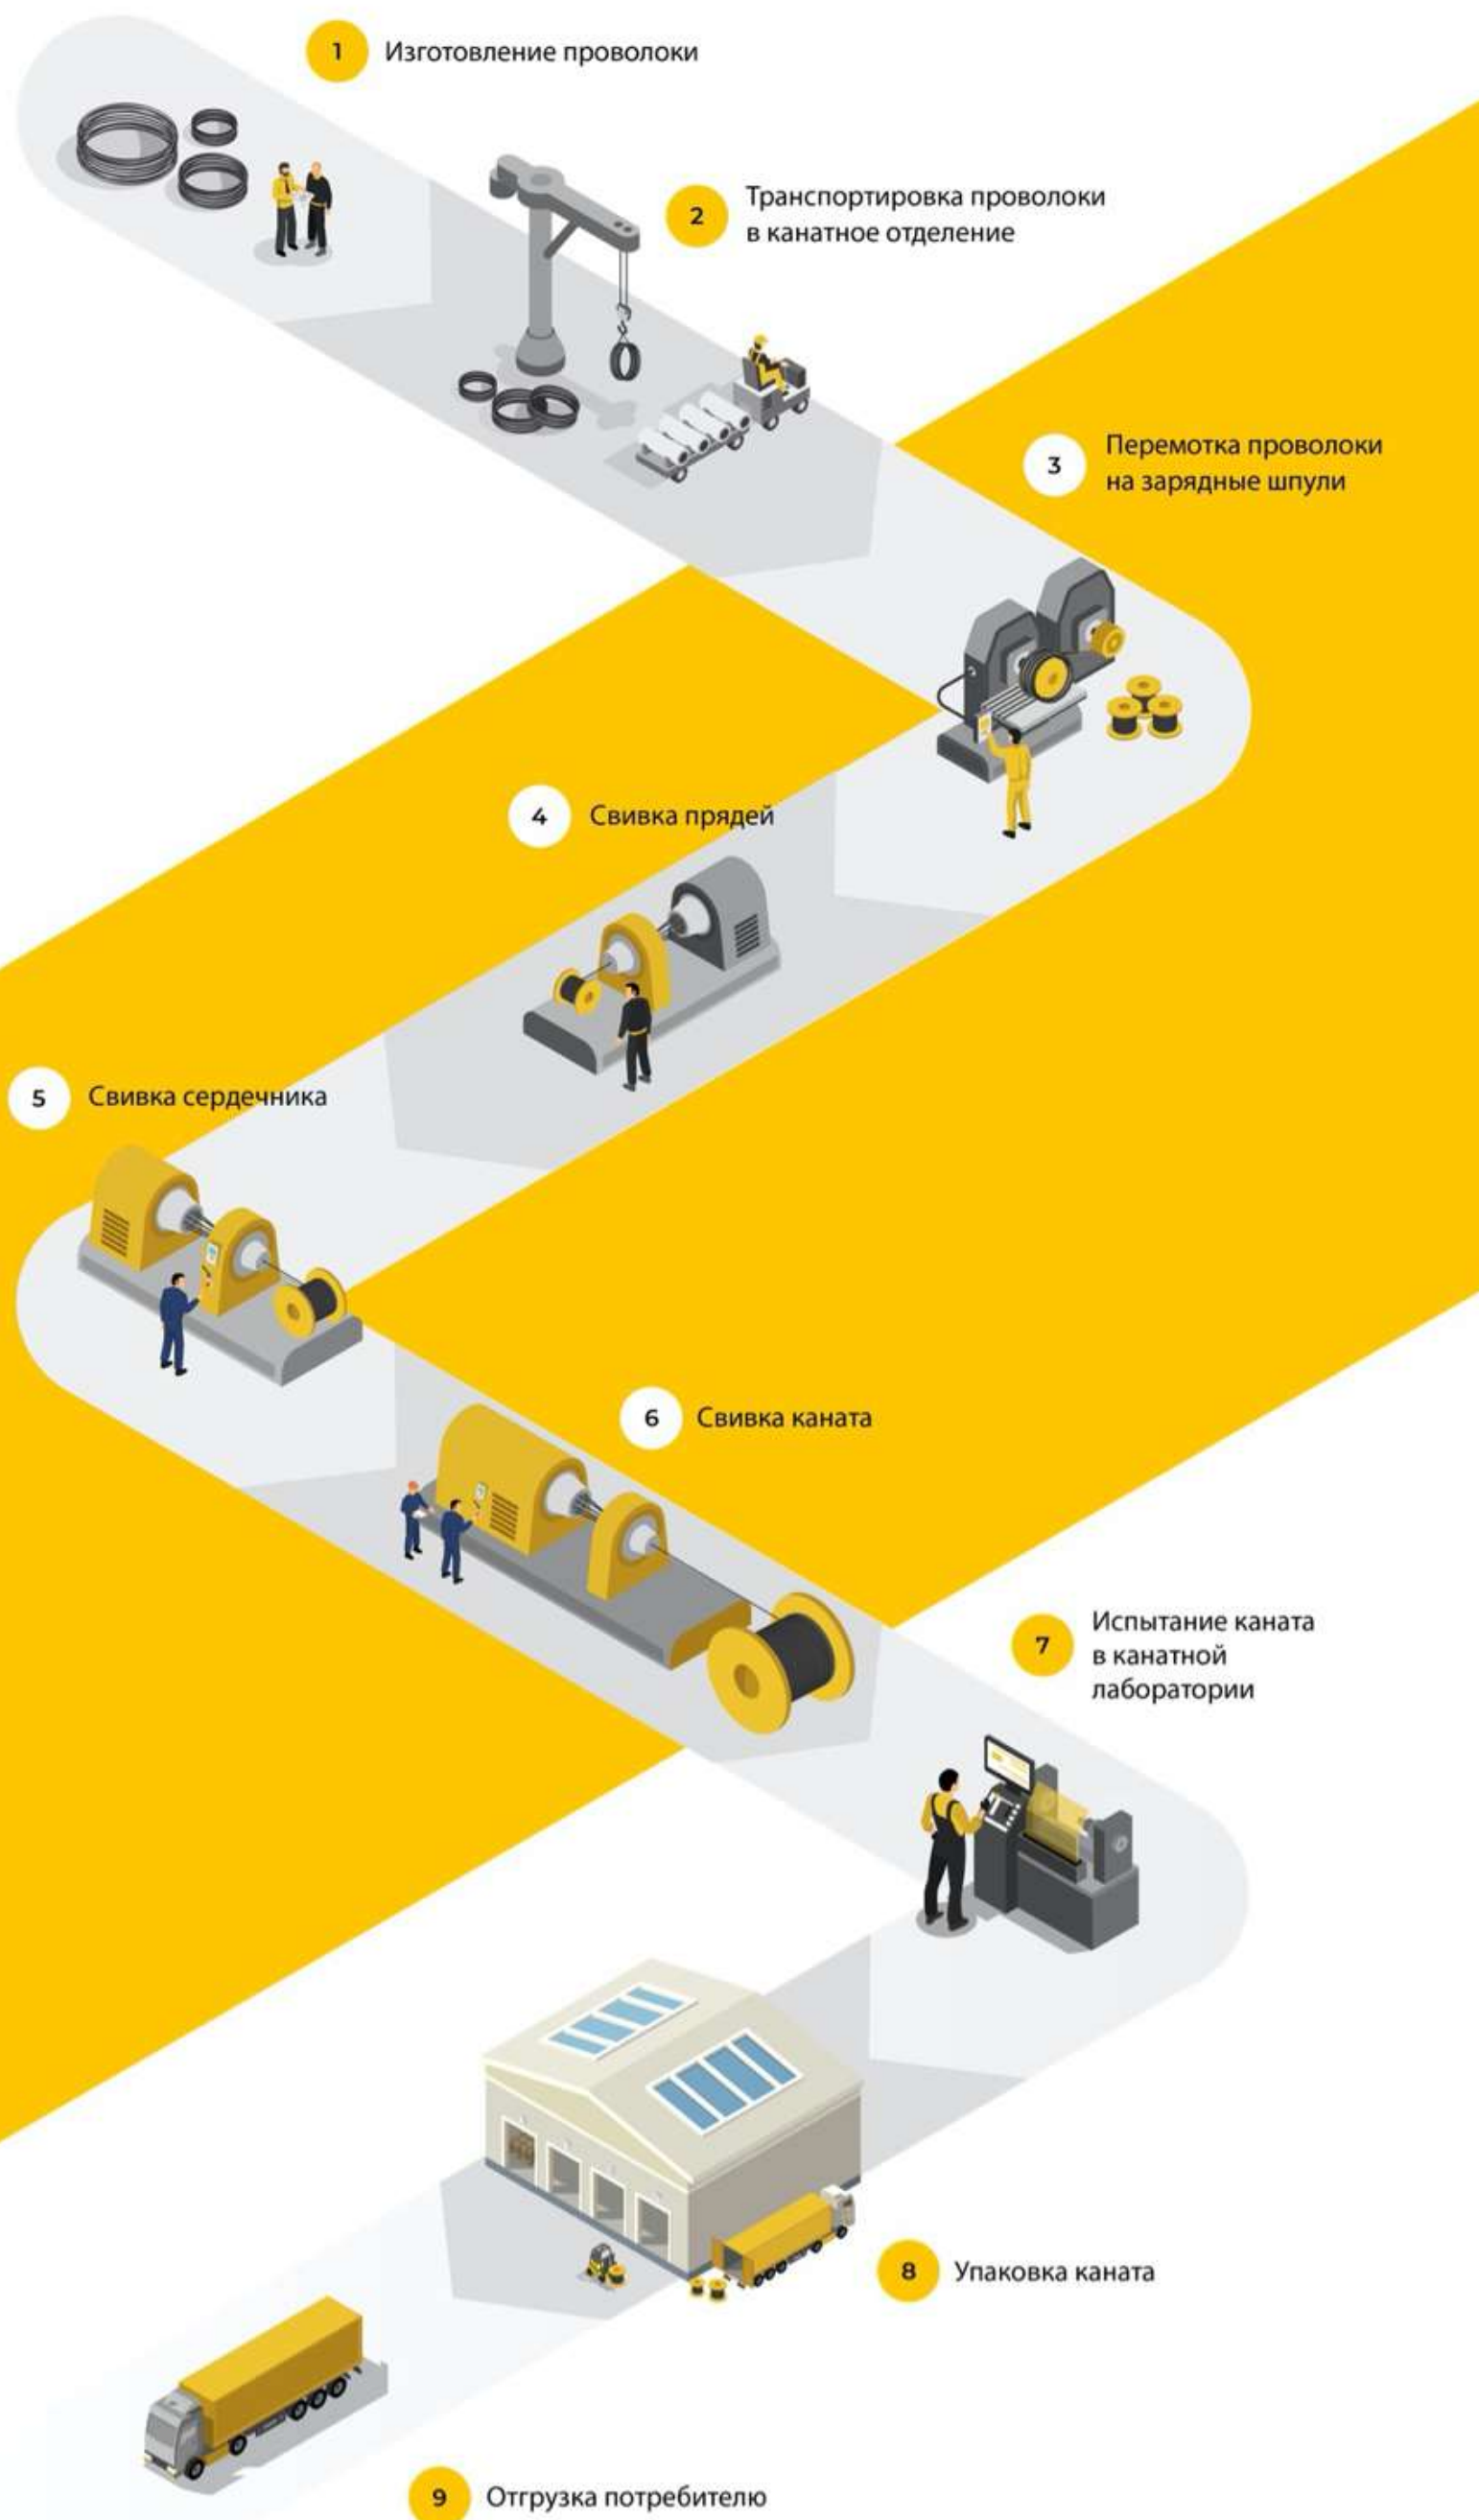 1
Изготовление проволоки
2
Транспортировка проволоки
в канатное отделение
3
Перемотка проволоки
на зарядные шпули
4
Свивка прядей
5
Свивка сердечника
6
Свивка каната
7
Испытание каната
в канатной
лаборатории
8
Упаковка каната
9
Отгрузка потребителю